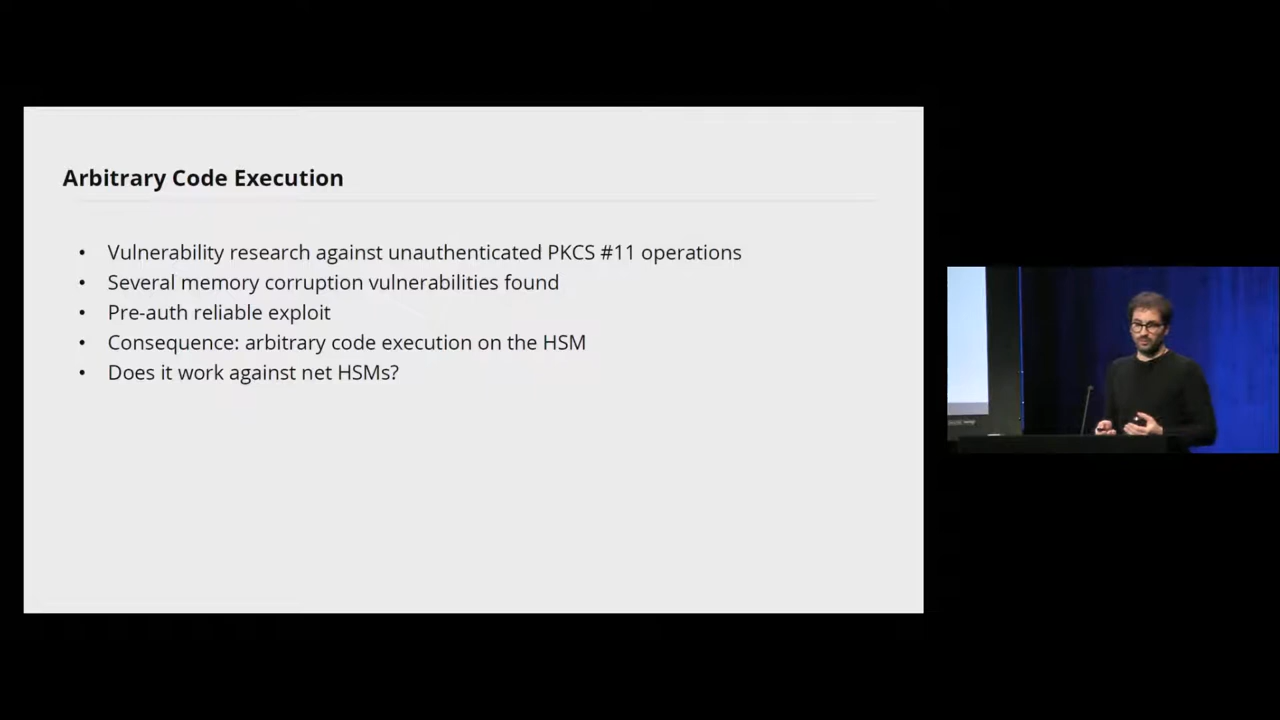 Arbitrary Code Execution
• Vulnerability research against unauthenticated PKCS #11 operations
• Several memory corruption vulnerabilities found
• Pre-auth reliable exploit
• Consequence: arbitrary code execution on the HSM
• Does it work against net HSMs?